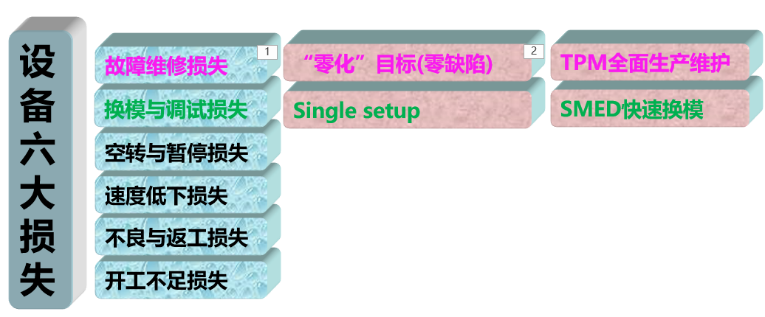 设备六大损失
故障维修损失
1
“零化”目标(零缺陷)
2
TPM全面生产维护
换模与调试损失
Single setup
SMED快速换模
空转与暂停损失
速度低下损失
不良与返工损失
开工不足损失